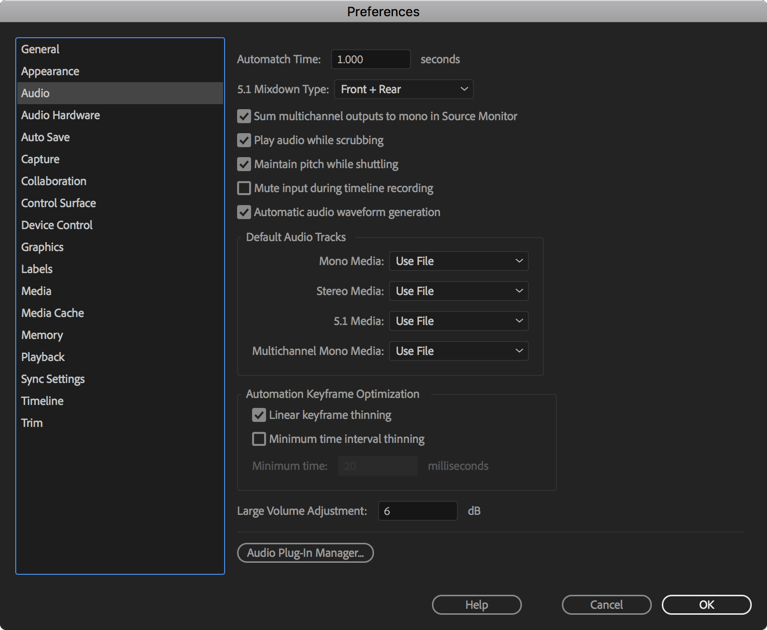 Preferences
General
Appearance
Audio
Audio Hardware
Auto Save
Capture
Collaboration
Control Surface
Device Control
Graphics
Labels
Media
Media Cache
Memory
Playback
Sync Settings
Timeline
Trim
Automatch Time: 1.000 seconds
5.1 Mixdown Type: Front + Rear
Sum multichannel outputs to mono in Source Monitor
Play audio while scrubbing
Maintain pitch while shuttling
Mute input during timeline recording
Automatic audio waveform generation
Default Audio Tracks
Mono Media: Use File
Stereo Media: Use File
5.1 Media: Use File
Multichannel Mono Media: Use File
Automation Keyframe Optimization
Linear keyframe thinning
Minimum time interval thinning
Minimum time: 20 milliseconds
Large Volume Adjustment: 6 dB
Audio Plug-In Manager...
Help Cancel OK